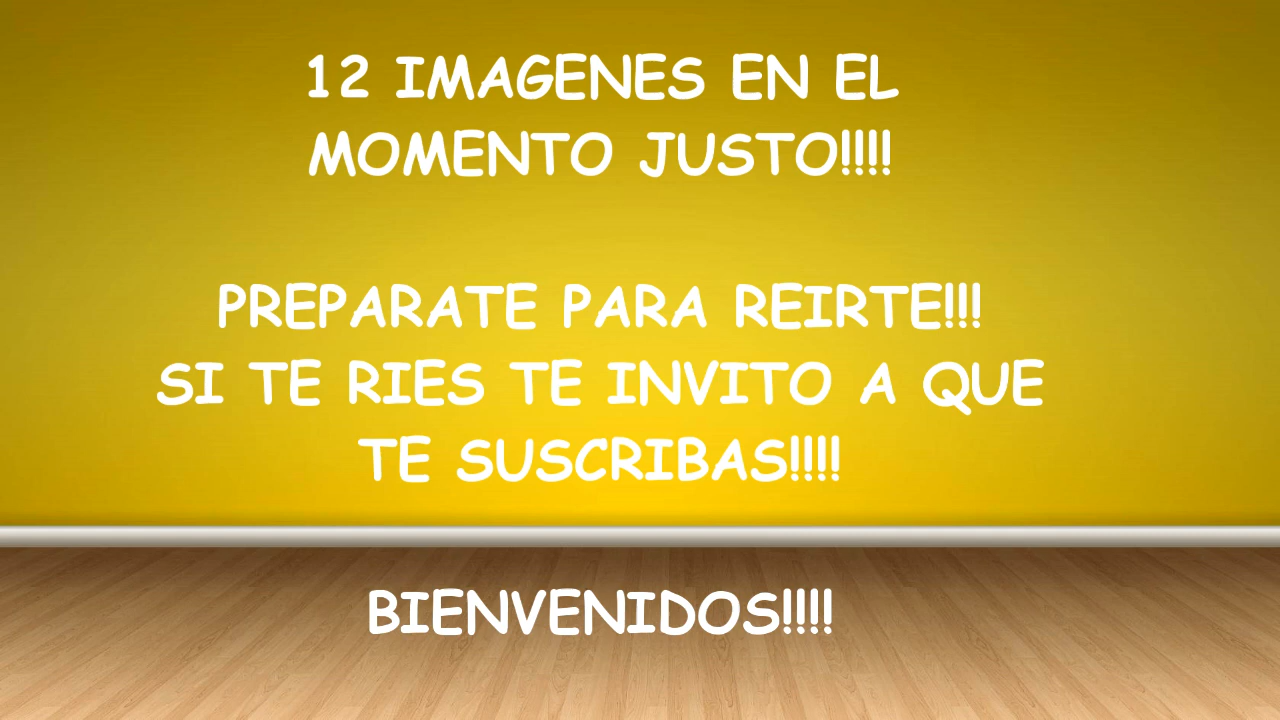 12 IMAGENES EN EL
MOMENTO JUSTO!!!!
PREPARATE PARA REIRTE!!!
SI TE RIES TE INVITO A QUE
TE SUSCRIBAS!!!!
BIENVENIDOS!!!!